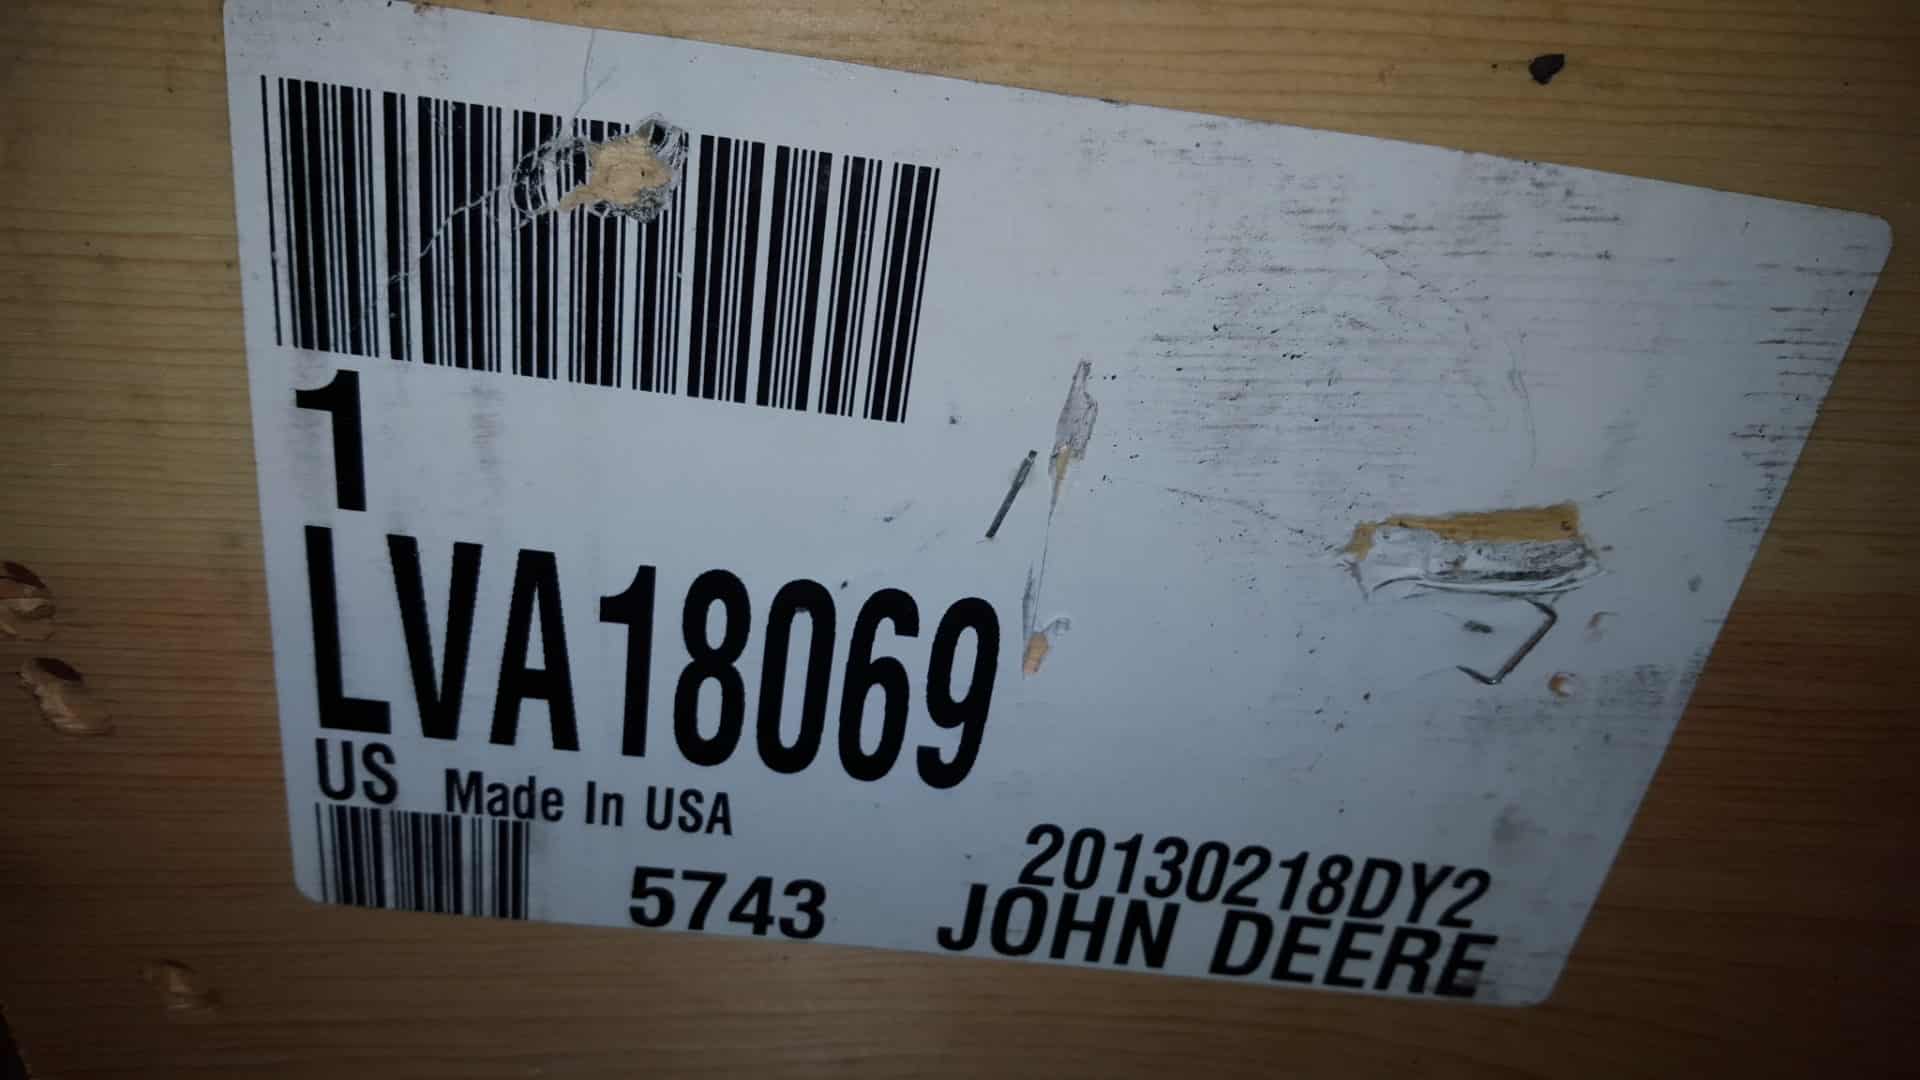 1
LVA18069
US Made In USA
5743
20130218DY2
JOHN DEERE